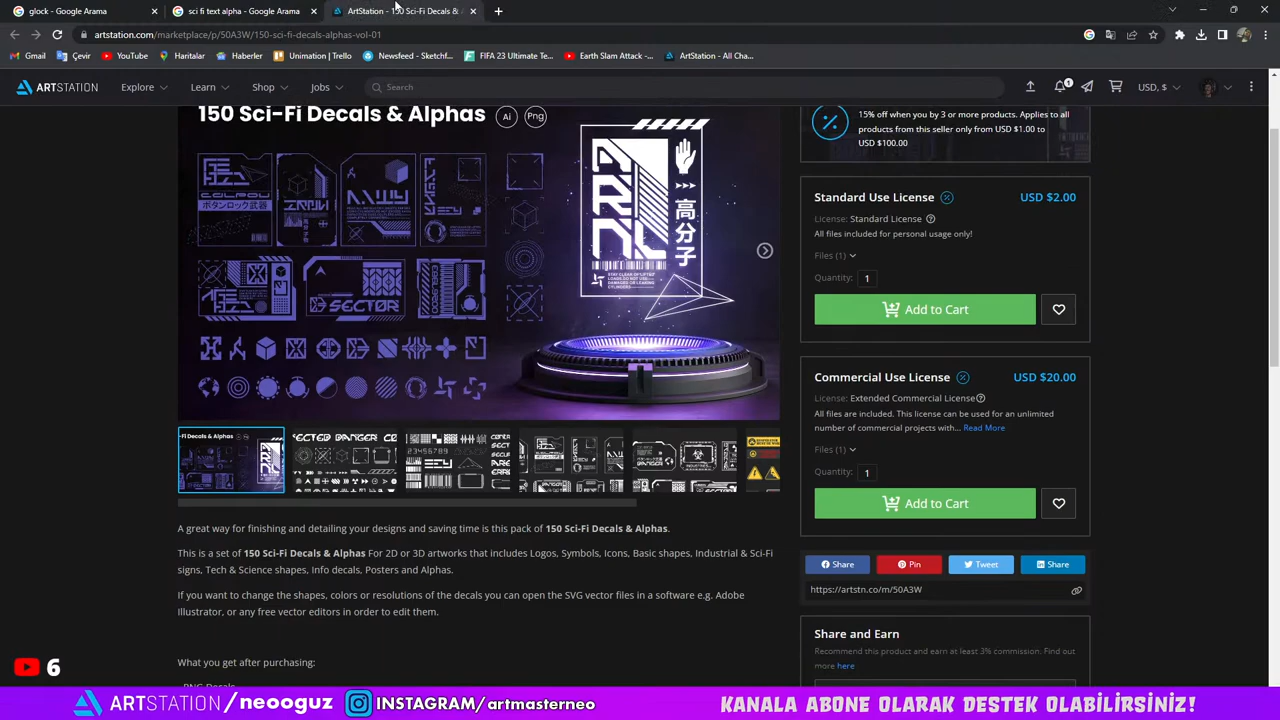 glock - Google Arama
sci fi text alpha - Google Arama
ArtStation - 150 Sci-Fi Decals &
artstation.com/marketplace/p/50A3W/150-sci-fi-decals-alphas-vol-01
Gmail
Çevir
YouTube
Haritalar
Haberler
Unimation | Trello
Newsfeed - Sketchf...
FIFA 23 Ultimate Te...
Earth Slam Attack -...
ArtStation - All Cha...
ARTSTATION
Explore
Learn
Shop
Jobs
Search
1
USD, $
150 Sci-Fi Decals & Alphas
Ai
Png
ボタンロック武器
SECTOR
高分子
15% off when you by 3 or more products. Applies to all
products from this seller only from USD $1.00 to
USD $100.00
Standard Use License
USD $2.00
License: Standard License
All files included for personal usage only!
Files (1)
Quantity: 1
Add to Cart
Commercial Use License
USD $20.00
License: Extended Commercial License
All files are included. This license can be used for an unlimited
number of commercial projects with... Read More
Files (1)
Quantity: 1
Add to Cart
Share
Pin
Tweet
Share
https://artstn.co/m/50A3W
Share and Earn
Recommend this product and earn at least 3% commission. Find out
more here
A great way for finishing and detailing your designs and saving time is this pack of 150 Sci-Fi Decals & Alphas.
This is a set of 150 Sci-Fi Decals & Alphas For 2D or 3D artworks that includes Logos, Symbols, Icons, Basic shapes, Industrial & Sci-Fi
signs, Tech & Science shapes, Info decals, Posters and Alphas.
If you want to change the shapes, colors or resolutions of the decals you can open the SVG vector files in a software e.g. Adobe
Illustrator, or any free vector editors in order to edit them.
What you get after purchasing:
6
ARTSTATION/neooguz
INSTAGRAM/artmasterneo
KANALA ABONE OLARAK DESTEK OLABİLİRSİNİZ!